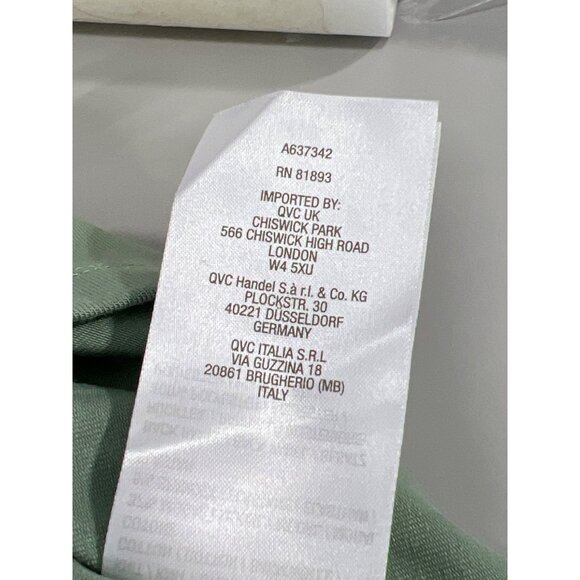 A637342
RN 81893
IMPORTED BY:
QVC UK
CHISWICK PARK
566 CHISWICK HIGH ROAD
LONDON
W4 5XU
QVC Handel S.à r.l. & Co. KG
PLOCKSTR. 30
40221 DÜSSELDORF
GERMANY
QVC ITALIA S.R.L
VIA GUZZINA 18
20861 BRUGHERIO (MB)
ITALY